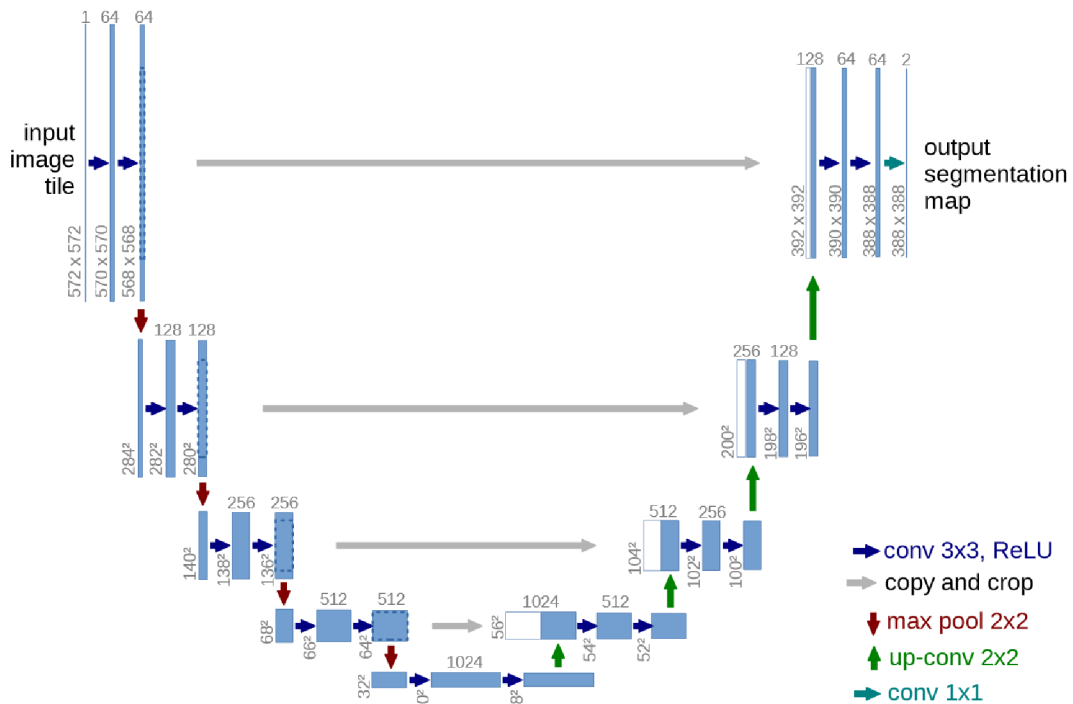 1 64 64
128 64 64 2
input
image
tile
output
segmentation
map
572 x 572
570 x 570
568 x 568
392 x 392
390 x 390
388 x 388
388 x 388
128 128
256 128
284²
282²
280²
200²
198²
196²
256 256
512 256
140²
138²
136²
104²
102²
100²
conv 3x3, ReLU
copy and crop
max pool 2x2
up-conv 2x2
conv 1x1
512 512
1024 512
68²
66²
64²
56²
54²
52²
1024
32²
0²
8²